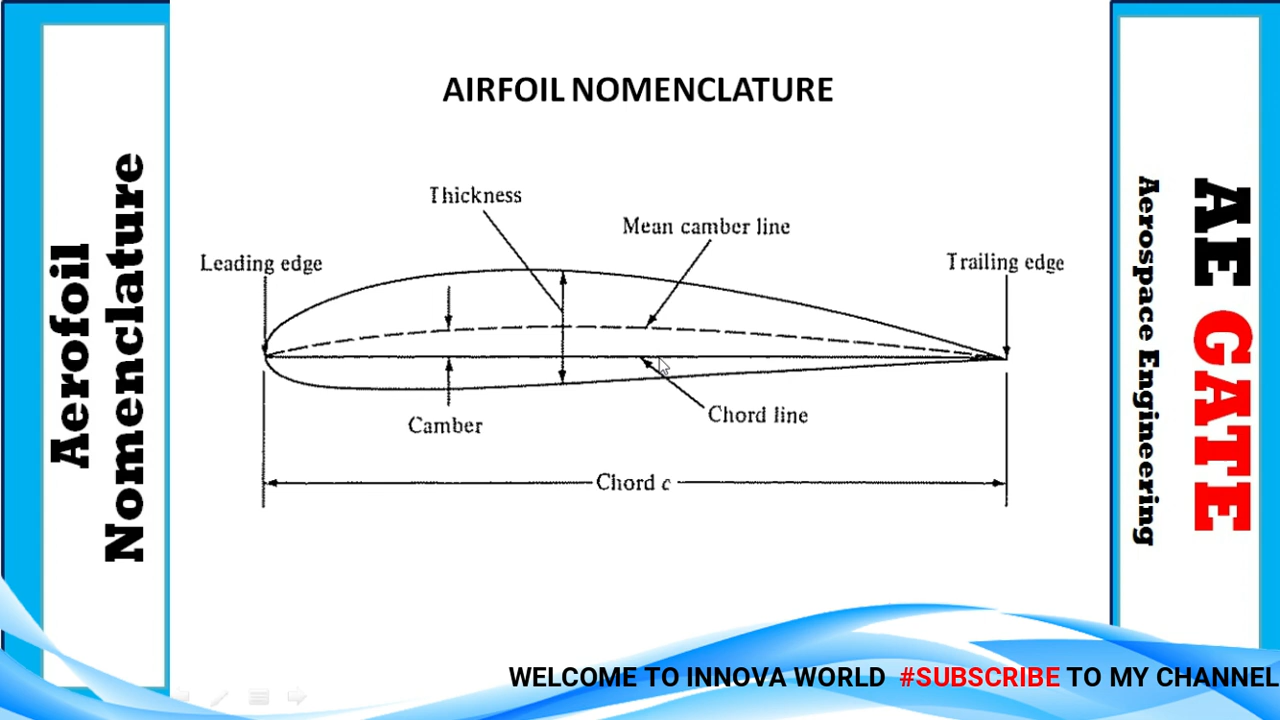 Aerofoil
Nomenclature
AIRFOIL NOMENCLATURE
Thickness
Mean camber line
Leading edge
Trailing edge
Camber
Chord line
Chord c
AE GATE
Aerospace Engineering
WELCOME TO INNOVA WORLD #SUBSCRIBE TO MY CHANNEL